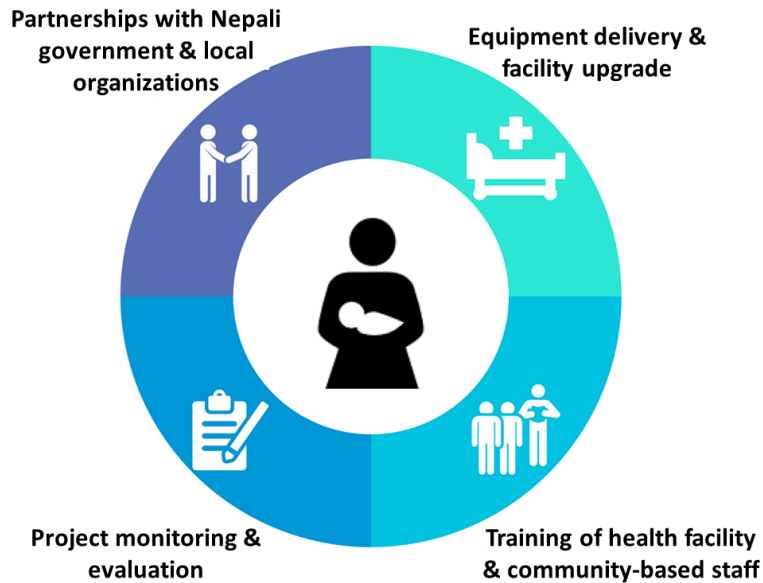 Partnerships with Nepali
government & local
organizations
Equipment delivery &
facility upgrade
Project monitoring &
evaluation
Training of health facility
& community-based staff